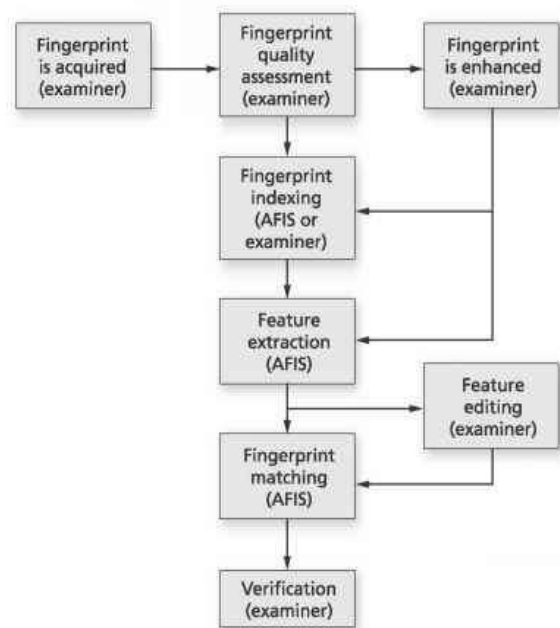 Fingerprint
is acquired
(examiner)
Fingerprint
quality
assessment
(examiner)
Fingerprint
is enhanced
(examiner)
Fingerprint
indexing
(AFIS or
examiner)
Feature
extraction
(AFIS)
Feature
editing
(examiner)
Fingerprint
matching
(AFIS)
Verification
(examiner)